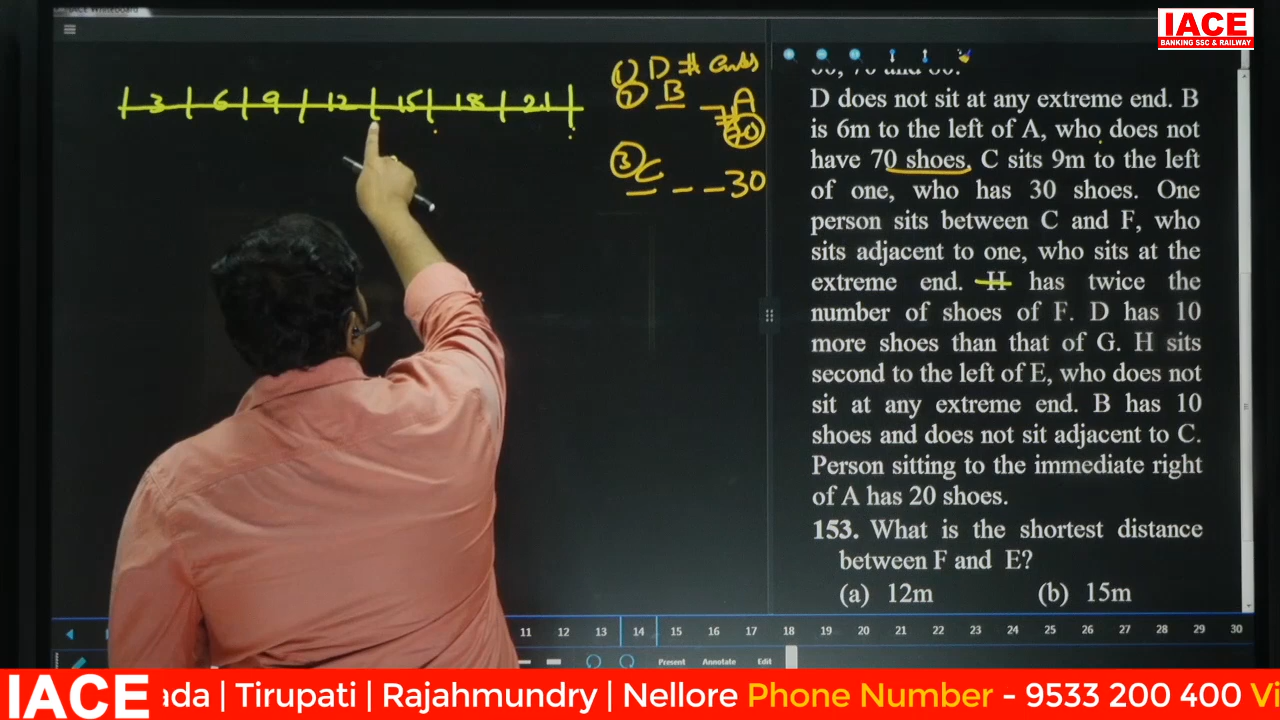 IACE
BANKING SSC & RAILWAY
3 6 9 12 15 18 21
① D # ends
② B _ A
# 70
③ C _ _ 30
D does not sit at any extreme end. B
is 6m to the left of A, who does not
have 70 shoes. C sits 9m to the left
of one, who has 30 shoes. One
person sits between C and F, who
sits adjacent to one, who sits at the
extreme end. H has twice the
number of shoes of F. D has 10
more shoes than that of G. H sits
second to the left of E, who does not
sit at any extreme end. B has 10
shoes and does not sit adjacent to C.
Person sitting to the immediate right
of A has 20 shoes.
153. What is the shortest distance
between F and E?
(a) 12m (b) 15m
11 12 13 14 15 16 17 18 19 20 21 22 23 24 25 26 27 28 29 30
Present Annotate Edit
IACE ada | Tirupati | Rajahmundry | Nellore Phone Number - 9533 200 400 Vi